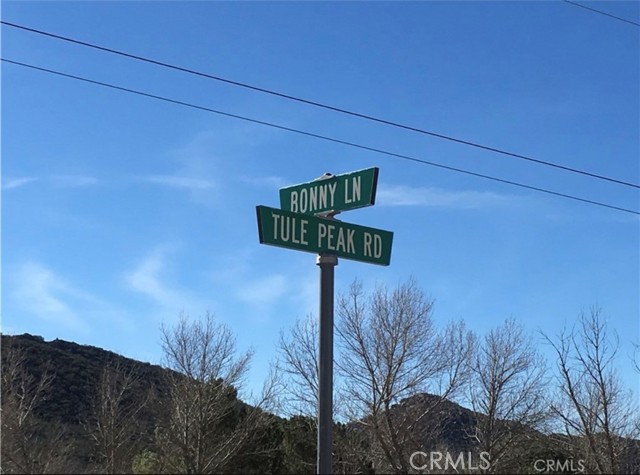 BONNY LN
TULE PEAK RD
CRMLS
CRMLS